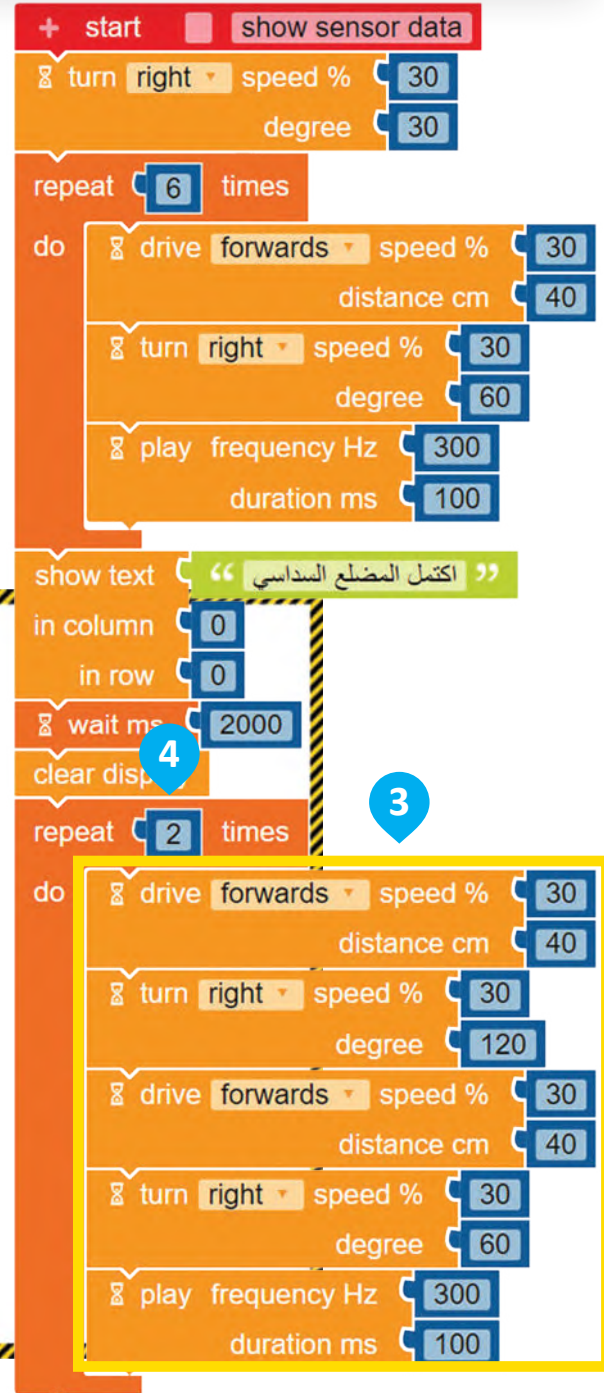 + start show sensor data
turn right speed % 30
degree 30
repeat 6 times
do drive forwards speed % 30
distance cm 40
turn right speed % 30
degree 60
play frequency Hz 300
duration ms 100
show text “ اكتمل المضلع السداسي ”
in column 0
in row 0
wait ms 2000
4
clear display
3
repeat 2 times
do drive forwards speed % 30
distance cm 40
turn right speed % 30
degree 120
drive forwards speed % 30
distance cm 40
turn right speed % 30
degree 60
play frequency Hz 300
duration ms 100